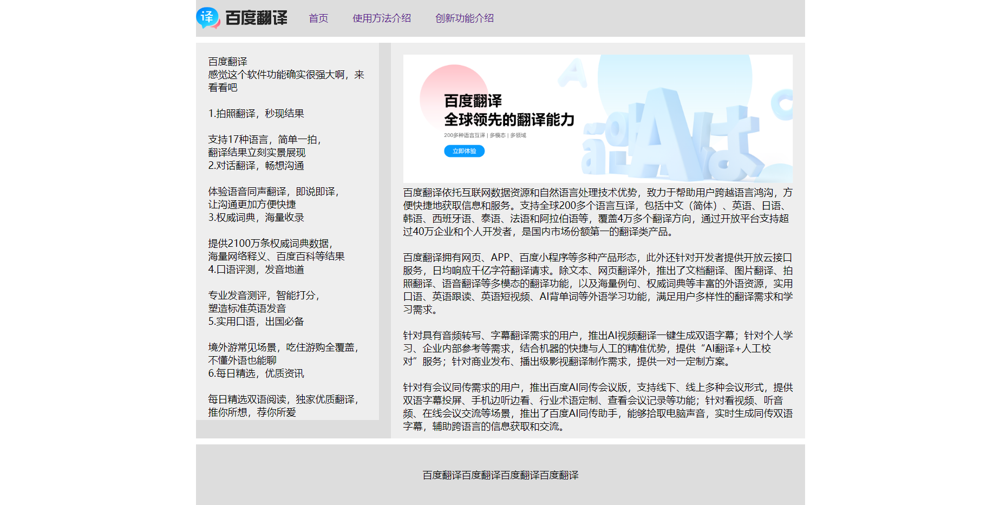 译 百度翻译 首页 使用方法介绍 创新功能介绍
百度翻译
感觉这个软件功能确实很强大啊，来
看看吧
1.拍照翻译，秒现结果
支持17种语言，简单一拍，
翻译结果立刻实景展现
2.对话翻译，畅想沟通
体验语音同声翻译，即说即译，
让沟通更加方便快捷
3.权威词典，海量收录
提供2100万条权威词典数据，
海量网络释义、百度百科等结果
4.口语评测，发音地道
专业发音测评，智能打分，
塑造标准英语发音
5.实用口语，出国必备
境外游常见场景，吃住游购全覆盖，
不懂外语也能聊
6.每日精选，优质资讯
每日精选双语阅读，独家优质翻译，
推你所想，荐你所爱
百度翻译
全球领先的翻译能力
200多种语言互译 | 多模态 | 多领域
立即体验
百度翻译依托互联网数据资源和自然语言处理技术优势，致力于帮助用户跨越语言鸿沟，方
便快捷地获取信息和服务。支持全球200多个语言互译，包括中文（简体）、英语、日语、
韩语、西班牙语、泰语、法语和阿拉伯语等，覆盖4万多个翻译方向，通过开放平台支持超
过40万企业和个人开发者，是国内市场份额第一的翻译类产品。
百度翻译拥有网页、APP、百度小程序等多种产品形态，此外还针对开发者提供开放云接口
服务，日均响应千亿字符翻译请求。除文本、网页翻译外，推出了文档翻译、图片翻译、拍
照翻译、语音翻译等多模态的翻译功能，以及海量例句、权威词典等丰富的外语资源，实用
口语、英语跟读、英语短视频、AI背单词等外语学习功能，满足用户多样性的翻译需求和学
习需求。
针对具有音频转写、字幕翻译需求的用户，推出AI视频翻译一键生成双语字幕；针对个人学
习、企业内部参考等需求，结合机器的快捷与人工的精准优势，提供“AI翻译+人工校
对”服务；针对商业发布、播出级影视翻译制作需求，提供一对一定制方案。
针对有会议同传需求的用户，推出百度AI同传会议版，支持线下、线上多种会议形式，提供
双语字幕投屏、手机边听边看、行业术语定制、查看会议记录等功能；针对看视频、听音
频、在线会议交流等场景，推出了百度AI同传助手，能够拾取电脑声音，实时生成同传双语
字幕，辅助跨语言的信息获取和交流。
百度翻译百度翻译百度翻译百度翻译